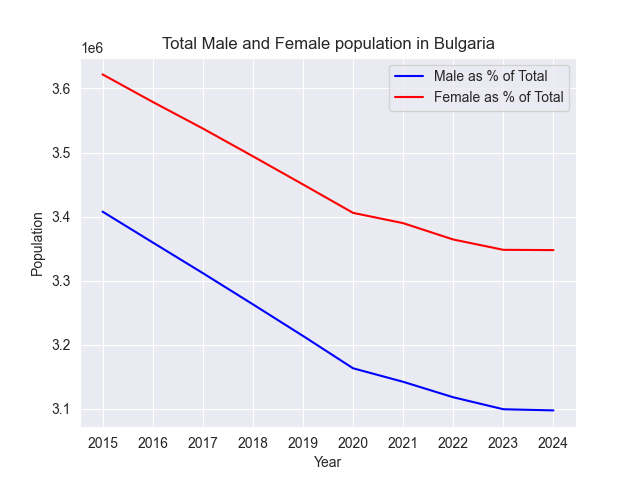 Total Male and Female population in Bulgaria
1e6
Male as % of Total
Female as % of Total
3.6
3.5
3.4
3.3
3.2
3.1
Population
2015 2016 2017 2018 2019 2020 2021 2022 2023 2024
Year